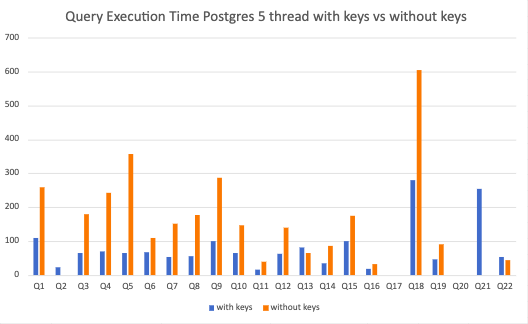 Query Execution Time Postgres 5 thread with keys vs without keys
700
600
500
400
300
200
100
0
Q1 Q2 Q3 Q4 Q5 Q6 Q7 Q8 Q9 Q10 Q11 Q12 Q13 Q14 Q15 Q16 Q17 Q18 Q19 Q20 Q21 Q22
with keys without keys